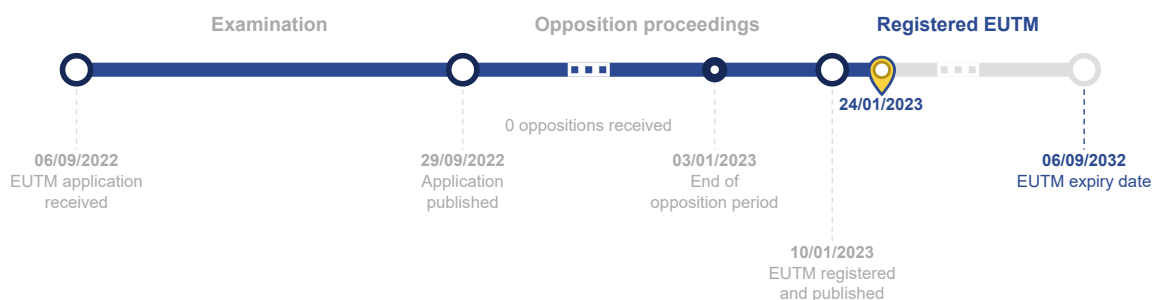 Examination
Opposition proceedings
Registered EUTM
24/01/2023
0 oppositions received
06/09/2022
EUTM application
received
29/09/2022
Application
published
03/01/2023
End of
opposition period
06/09/2032
EUTM expiry date
10/01/2023
EUTM registered
and published